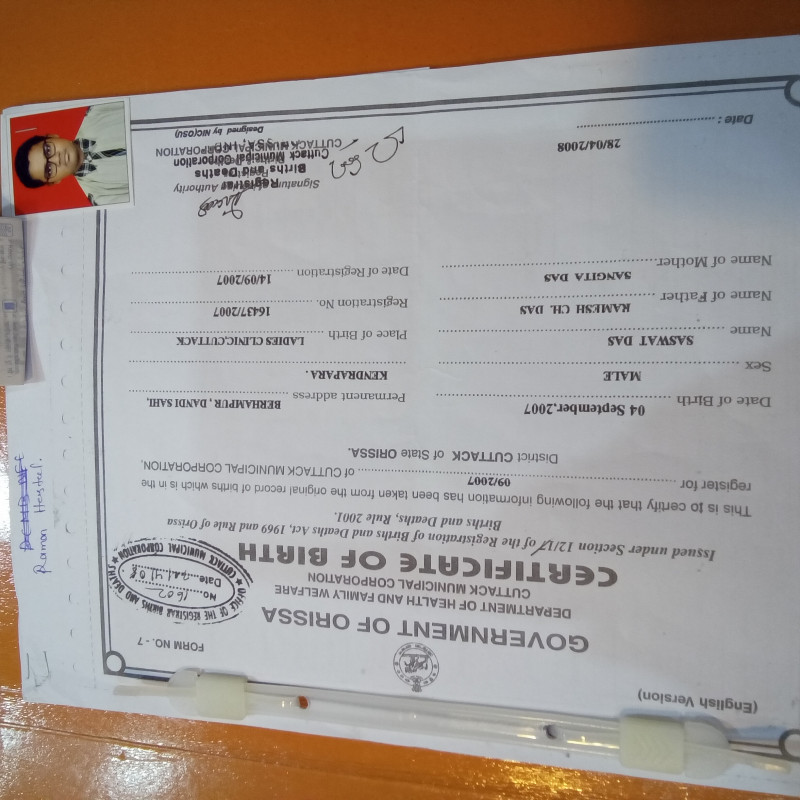 (English Version)
FORM NO. - 7
GOVERNMENT OF ORISSA
DEPARTMENT OF HEALTH AND FAMILY WELFARE
CUTTACK MUNICIPAL CORPORATION
CERTIFICATE OF BIRTH
OFFICE OF THE REGISTRAR BIRTHS AND DEATHS
CUTTACK MUNICIPAL CORPORATION
No. 1602
Date
Issued under Section 12/17 of the Registration of Births and Deaths Act, 1969 and Rule of Orissa
Births and Deaths, Rule 2001.
This is to certify that the following information has been taken from the original record of births which is in the
register for 09/2007 of CUTTACK MUNICIPAL CORPORATION,
District CUTTACK of State ORISSA.
Date of Birth 04 September,2007
Permanent address BERHAMPUR, DANDI SAHI,
Sex MALE
KENDRAPARA.
Name SASWAT DAS
Place of Birth LADIES CLINIC,CUTTACK
Name of Father RAMESH CH. DAS
Registration No. 16437/2007
Name of Mother SANGITA DAS
Date of Registration 14/09/2007
Signature of Authority
Registrar
Births and Deaths
Cuttack Municipal Corporation
CUTTACK MUNICIPAL CORPORATION
Date : 28/04/2008
Designed by NIC(OSU)
Raman Hostel.